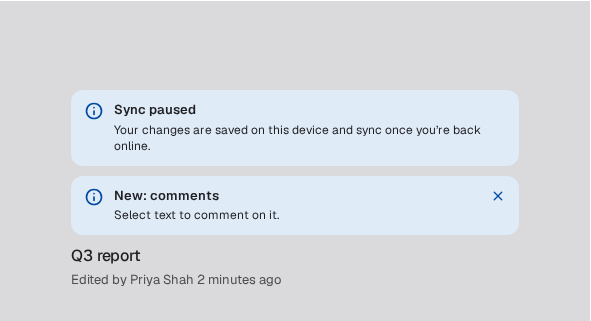 Sync paused
Your changes are saved on this device and sync once you're back
online.
New: comments
Select text to comment on it.
Q3 report
Edited by Priya Shah 2 minutes ago